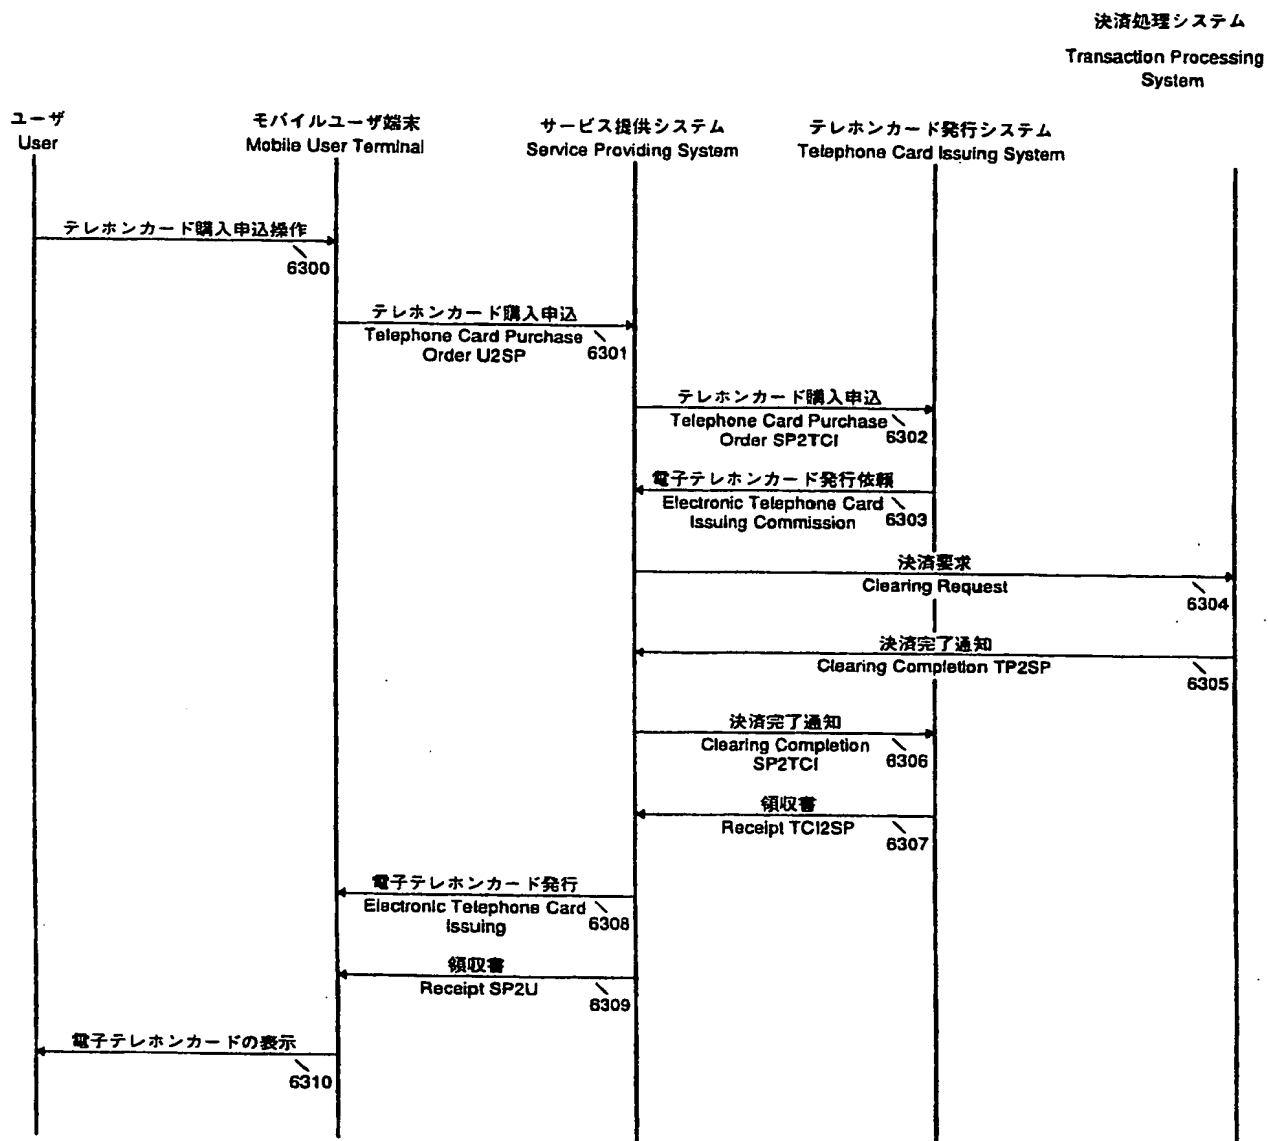 決済処理システム
Transaction Processing
System
ユーザ
User
モバイルユーザ端末
Mobile User Terminal
サービス提供システム
Service Providing System
テレホンカード発行システム
Telephone Card Issuing System
テレホンカード購入申込操作
6300
テレホンカード購入申込
Telephone Card Purchase
Order U2SP
6301
テレホンカード購入申込
Telephone Card Purchase
Order SP2TCI
6302
電子テレホンカード発行依頼
Electronic Telephone Card
Issuing Commission
6303
決済要求
Clearing Request
6304
決済完了通知
Clearing Completion TP2SP
6305
決済完了通知
Clearing Completion
SP2TCI
6306
領収書
Receipt TCI2SP
6307
電子テレホンカード発行
Electronic Telephone Card
Issuing
6308
領収書
Receipt SP2U
6309
電子テレホンカードの表示
6310